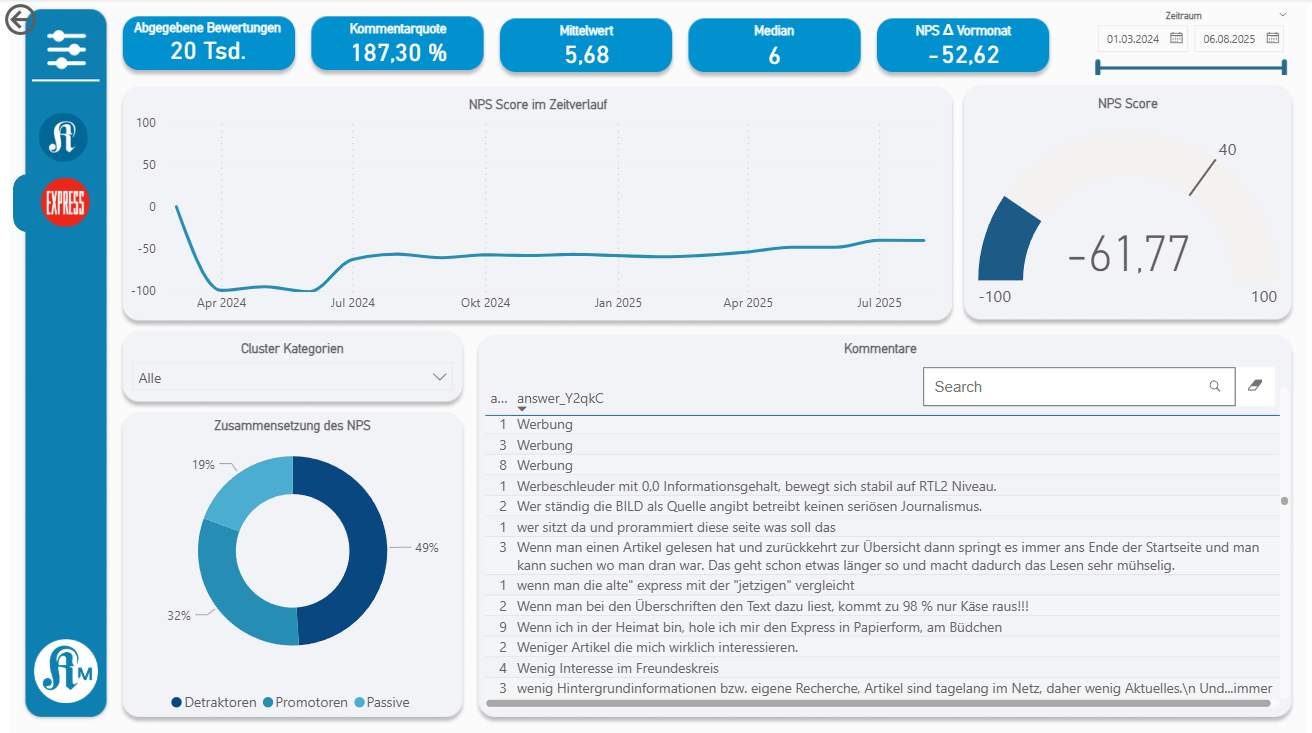 Abgegebene Bewertungen
20 Tsd.
Kommentarquote
187,30 %
Mittelwert
5,68
Median
6
NPS Δ Vormonat
-52,62
Zeitraum
01.03.2024
06.08.2025
EXPRESS
M
NPS Score im Zeitverlauf
100
50
0
-50
-100
Apr 2024
Jul 2024
Okt 2024
Jan 2025
Apr 2025
Jul 2025
NPS Score
40
-61,77
-100
100
Cluster Kategorien
Alle
Zusammensetzung des NPS
19%
49%
32%
Detraktoren
Promotoren
Passive
Kommentare
Search
a... answer_Y2qkC
1 Werbung
3 Werbung
8 Werbung
1 Werbeschleuder mit 0,0 Informationsgehalt, bewegt sich stabil auf RTL2 Niveau.
2 Wer ständig die BILD als Quelle angibt betreibt keinen seriösen Journalismus.
1 wer sitzt da und prorammiert diese seite was soll das
3 Wenn man einen Artikel gelesen hat und zurückkehrt zur Übersicht dann springt es immer ans Ende der Startseite und man
kann suchen wo man dran war. Das geht schon etwas länger so und macht dadurch das Lesen sehr mühselig.
1 wenn man die alte" express mit der "jetzigen" vergleicht
2 Wenn man bei den Überschriften den Text dazu liest, kommt zu 98 % nur Käse raus!!!
9 Wenn ich in der Heimat bin, hole ich mir den Express in Papierform, am Büdchen
2 Weniger Artikel die mich wirklich interessieren.
4 Wenig Interesse im Freundeskreis
3 wenig Hintergrundinformationen bzw. eigene Recherche, Artikel sind tagelang im Netz, daher wenig Aktuelles.\n Und...immer